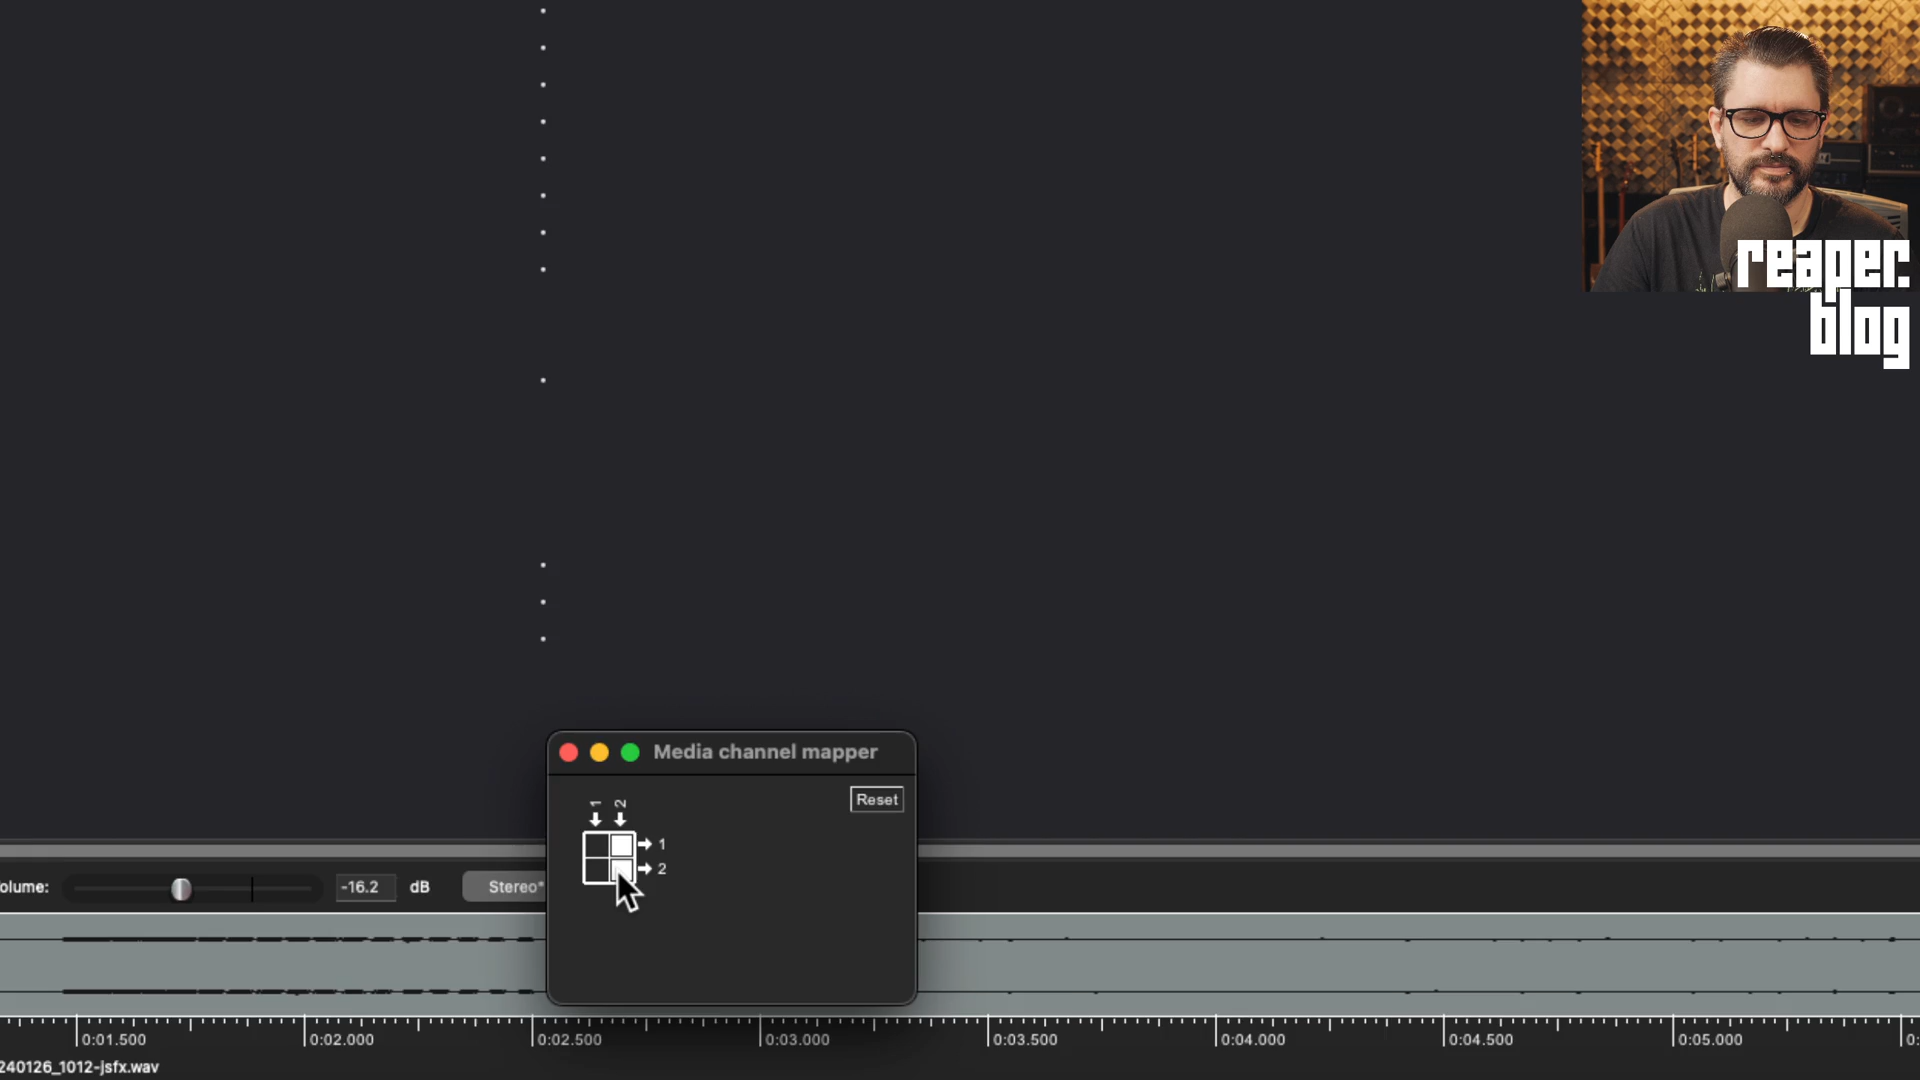 reaper.
blog
Media channel mapper
Reset
1 2
1
2
olume:
-16.2
dB
Stereo*
0:01.500
0:02.000
0:02.500
0:03.000
0:03.500
0:04.000
0:04.500
0:05.000
0:
240126_1012-jsfx.wav